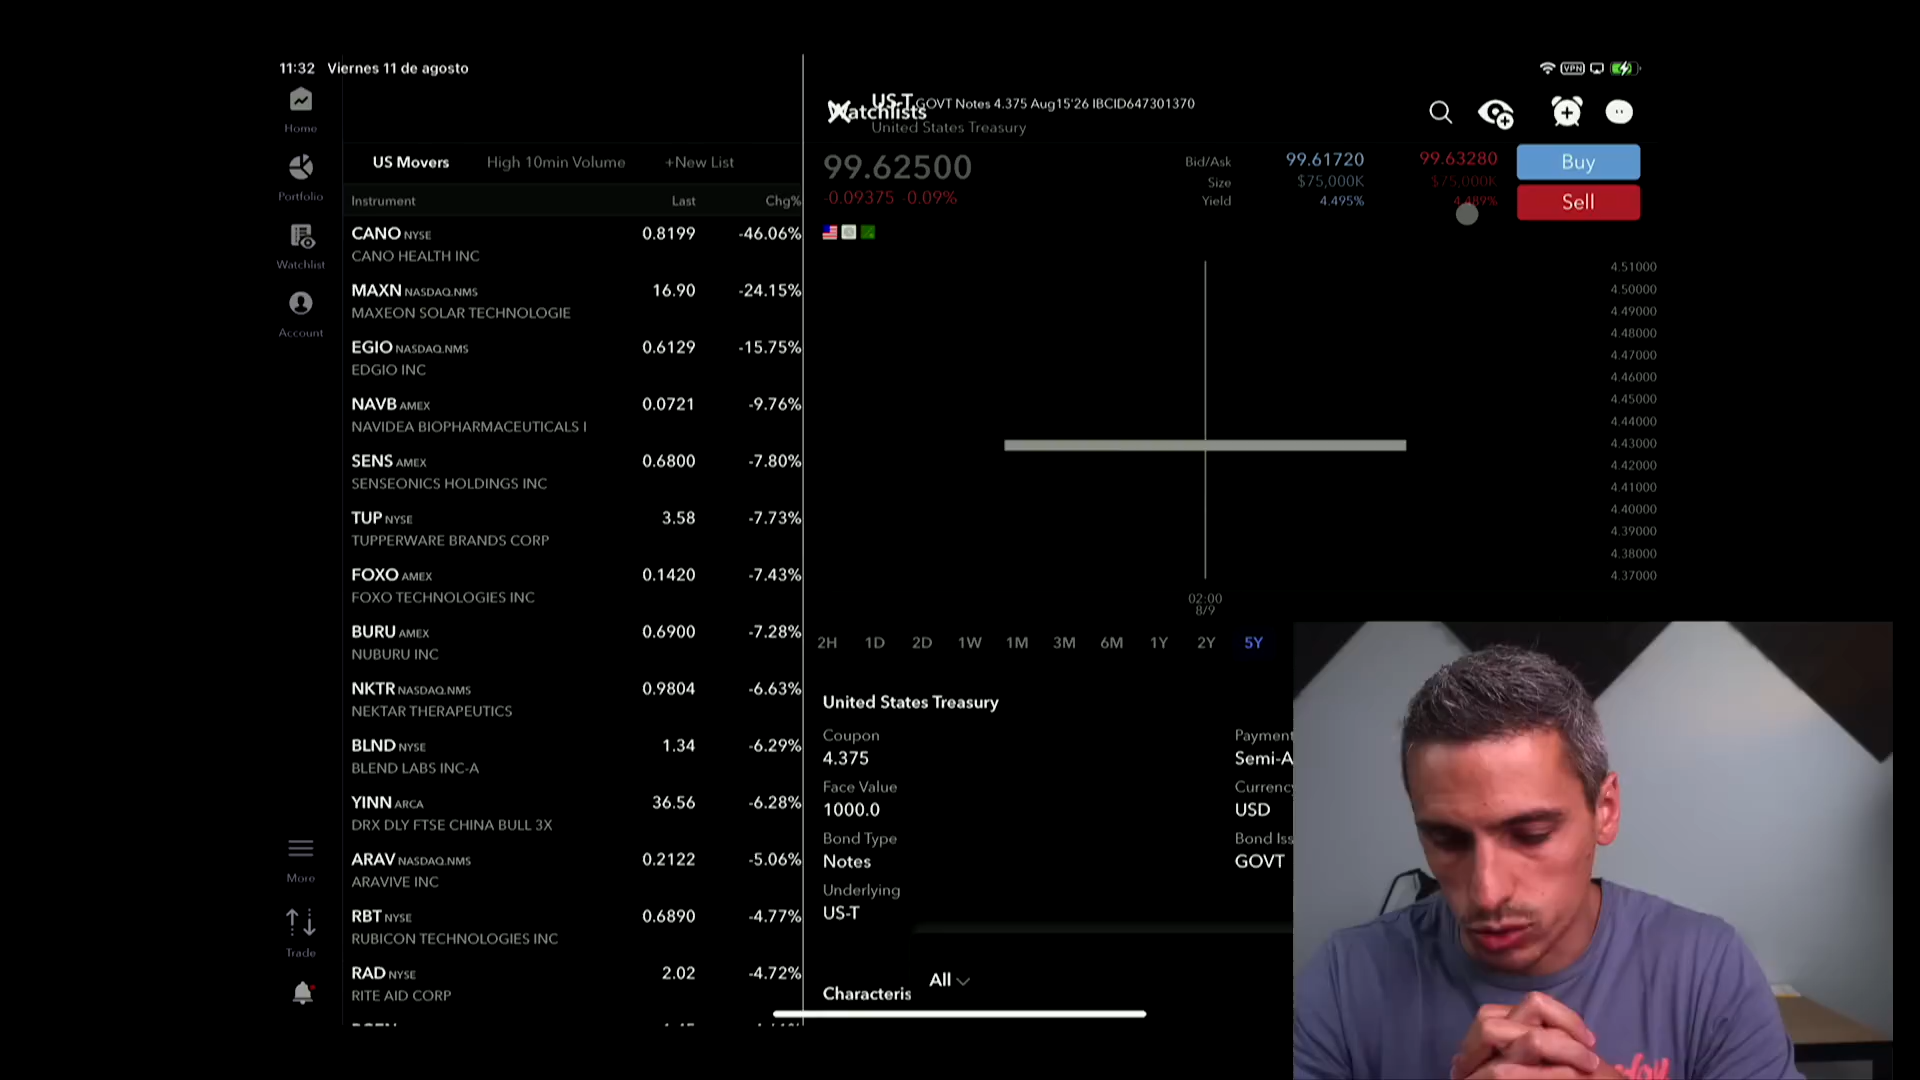 11:32 Viernes 11 de agosto
VPN
Home
Portfolio
Watchlist
Account
More
Trade
US Movers High 10min Volume +New List
Instrument Last Chg%
CANO NYSE 0.8199 -46.06%
CANO HEALTH INC
MAXN NASDAQ.NMS 16.90 -24.15%
MAXEON SOLAR TECHNOLOGIE
EGIO NASDAQ.NMS 0.6129 -15.75%
EDGIO INC
NAVB AMEX 0.0721 -9.76%
NAVIDEA BIOPHARMACEUTICALS I
SENS AMEX 0.6800 -7.80%
SENSEONICS HOLDINGS INC
TUP NYSE 3.58 -7.73%
TUPPERWARE BRANDS CORP
FOXO AMEX 0.1420 -7.43%
FOXO TECHNOLOGIES INC
BURU AMEX 0.6900 -7.28%
NUBURU INC
NKTR NASDAQ.NMS 0.9804 -6.63%
NEKTAR THERAPEUTICS
BLND NYSE 1.34 -6.29%
BLEND LABS INC-A
YINN ARCA 36.56 -6.28%
DRX DLY FTSE CHINA BULL 3X
ARAV NASDAQ.NMS 0.2122 -5.06%
ARAVIVE INC
RBT NYSE 0.6890 -4.77%
RUBICON TECHNOLOGIES INC
RAD NYSE 2.02 -4.72%
RITE AID CORP
Watchlists
US-T GOVT Notes 4.375 Aug15'26 IBCID647301370
United States Treasury
99.62500
-0.09375 -0.09%
Bid/Ask 99.61720 99.63280
Size $75,000K $75,000K
Yield 4.495% 4.489%
Buy
Sell
4.51000
4.50000
4.49000
4.48000
4.47000
4.46000
4.45000
4.44000
4.43000
4.42000
4.41000
4.40000
4.39000
4.38000
4.37000
02:00
8/9
2H 1D 2D 1W 1M 3M 6M 1Y 2Y 5Y
United States Treasury
Coupon Payment
4.375 Semi-A
Face Value Currency
1000.0 USD
Bond Type Bond Iss
Notes GOVT
Underlying
US-T
All
Characteris